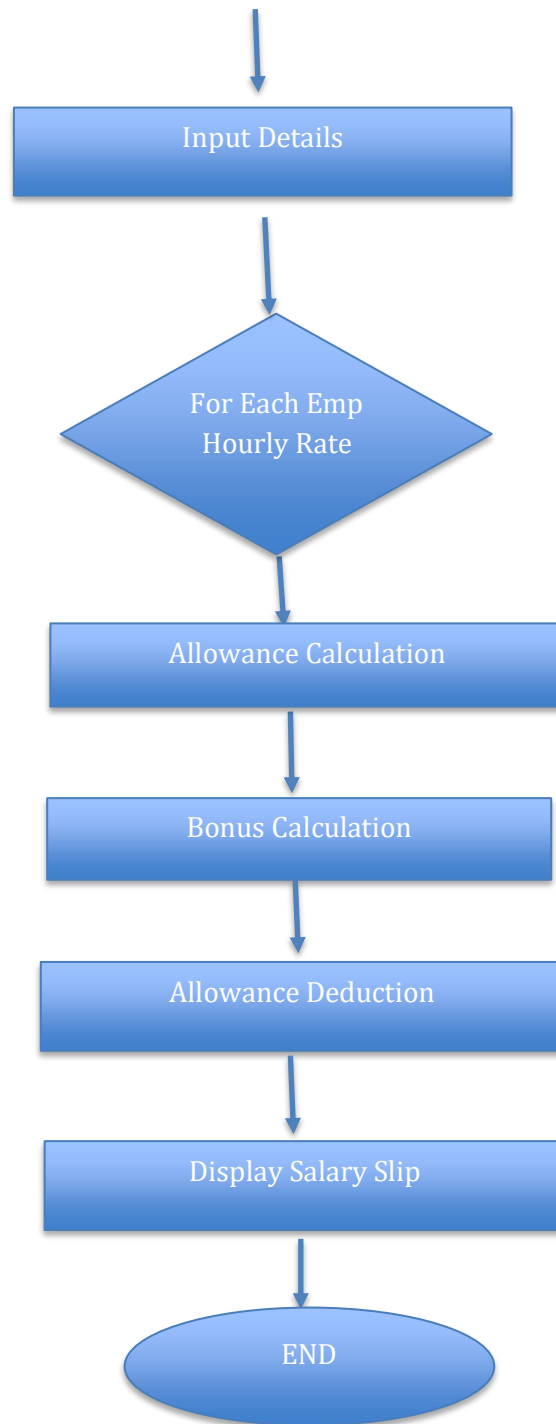 Input Details
For Each Emp
Hourly Rate
Allowance Calculation
Bonus Calculation
Allowance Deduction
Display Salary Slip
END